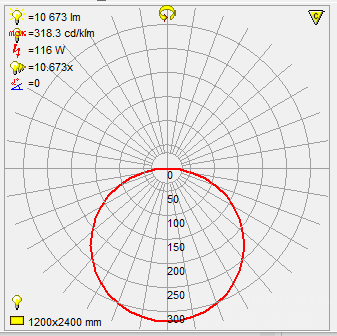 =10 673 lm
C
max =318.3 cd/klm
=116 W
=10.673x
=0
0
50
100
150
200
250
300
1200x2400 mm